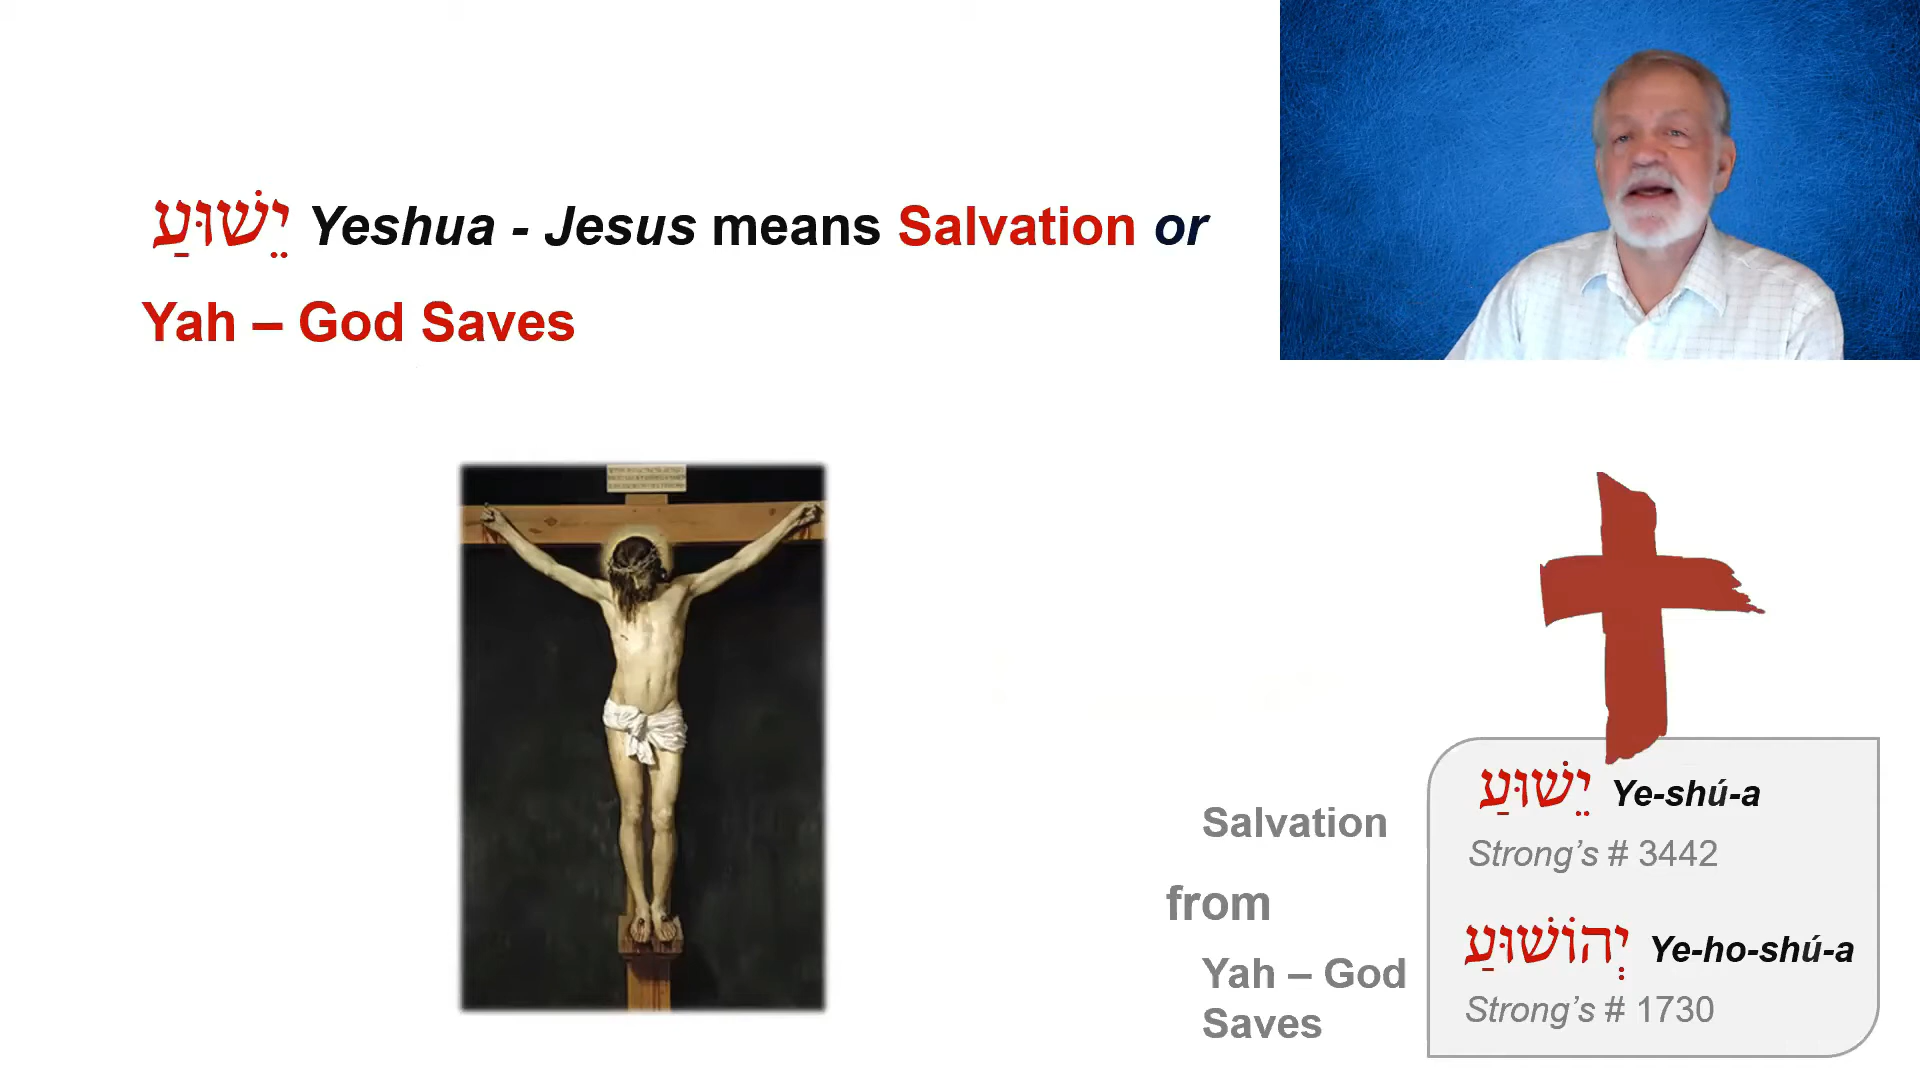 יֵשׁוּעַ Yeshua - Jesus means Salvation or
Yah – God Saves
Salvation
from
Yah – God
Saves
יֵשׁוּעַ Ye-shú-a
Strong's # 3442
יְהוֹשׁוּעַ Ye-ho-shú-a
Strong's # 1730